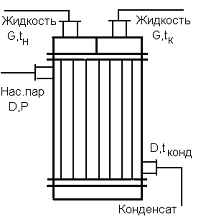 Жидкость
G,tн
Жидкость
G,tк
Нас.пар
D,P
D,tконд
Конденсат